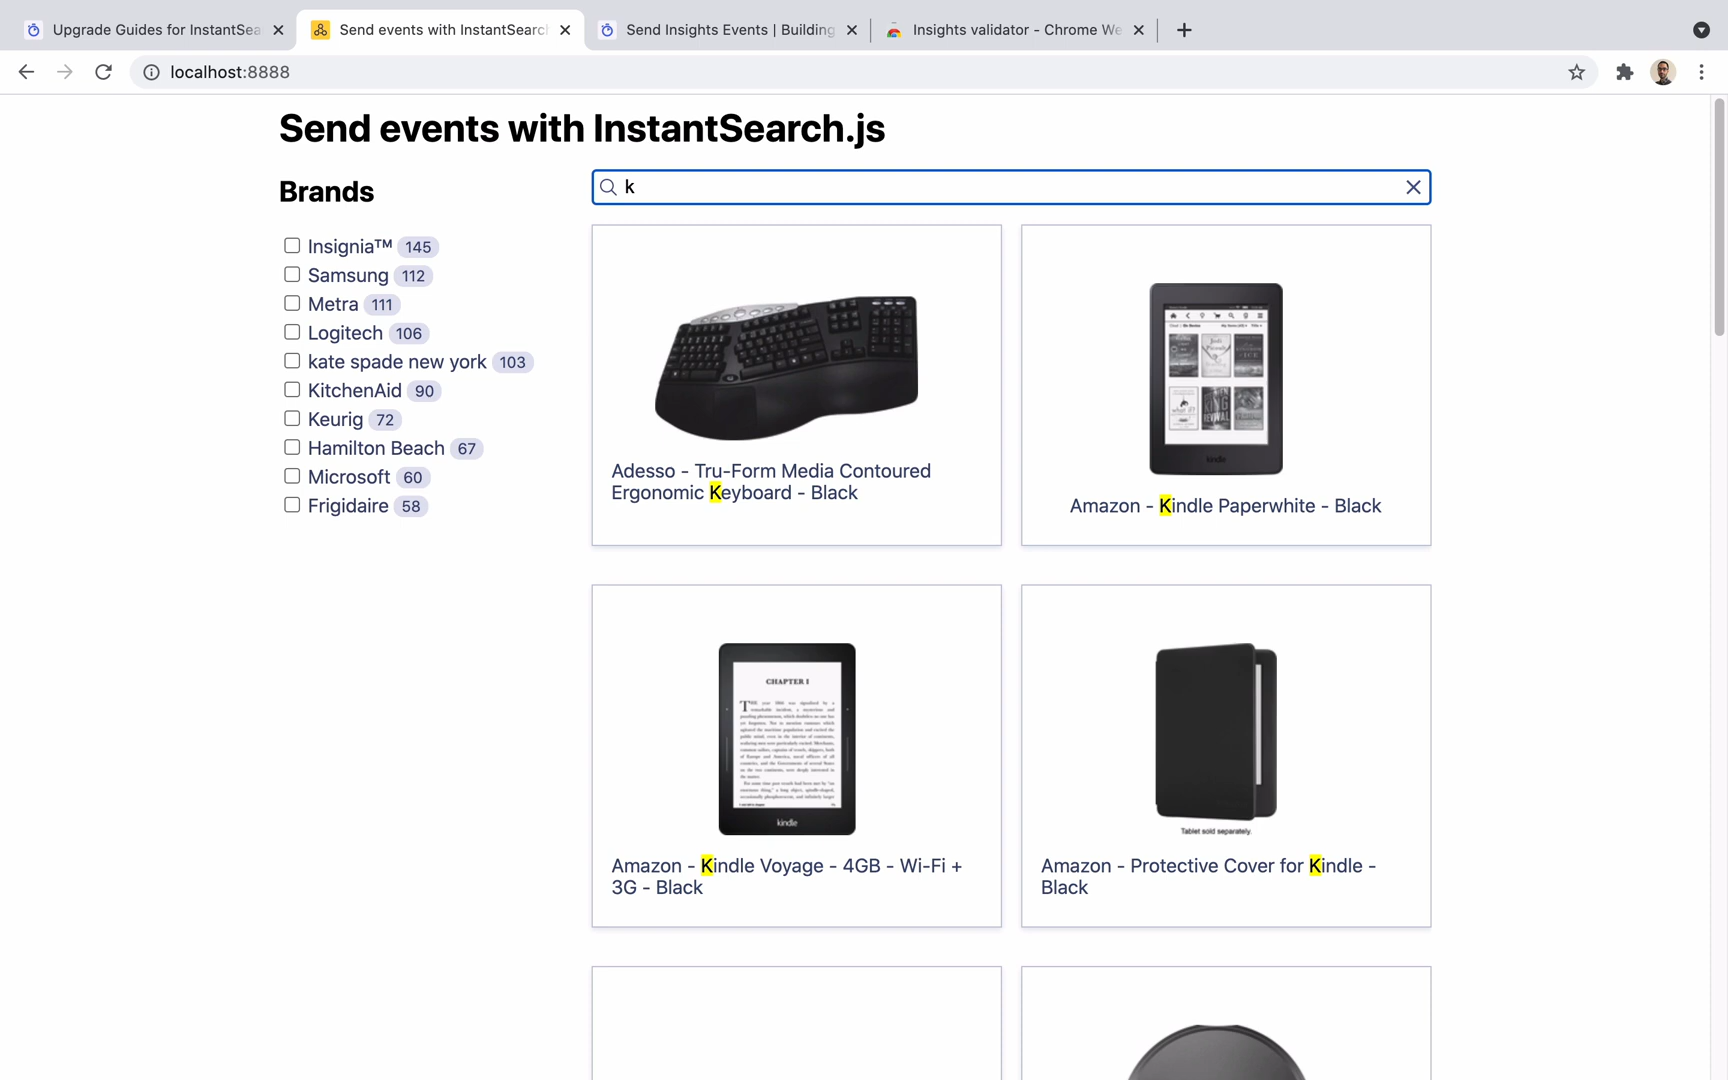 Upgrade Guides for InstantSea
Send events with InstantSearch
Send Insights Events | Building
Insights validator - Chrome We
localhost:8888
Send events with InstantSearch.js
Brands
k
Insignia™ 145
Samsung 112
Metra 111
Logitech 106
kate spade new york 103
KitchenAid 90
Keurig 72
Hamilton Beach 67
Microsoft 60
Frigidaire 58
Adesso - Tru-Form Media Contoured
Ergonomic Keyboard - Black
kindle
Amazon - Kindle Paperwhite - Black
CHAPTER I
kindle
Amazon - Kindle Voyage - 4GB - Wi-Fi +
3G - Black
Tablet sold separately.
Amazon - Protective Cover for Kindle -
Black